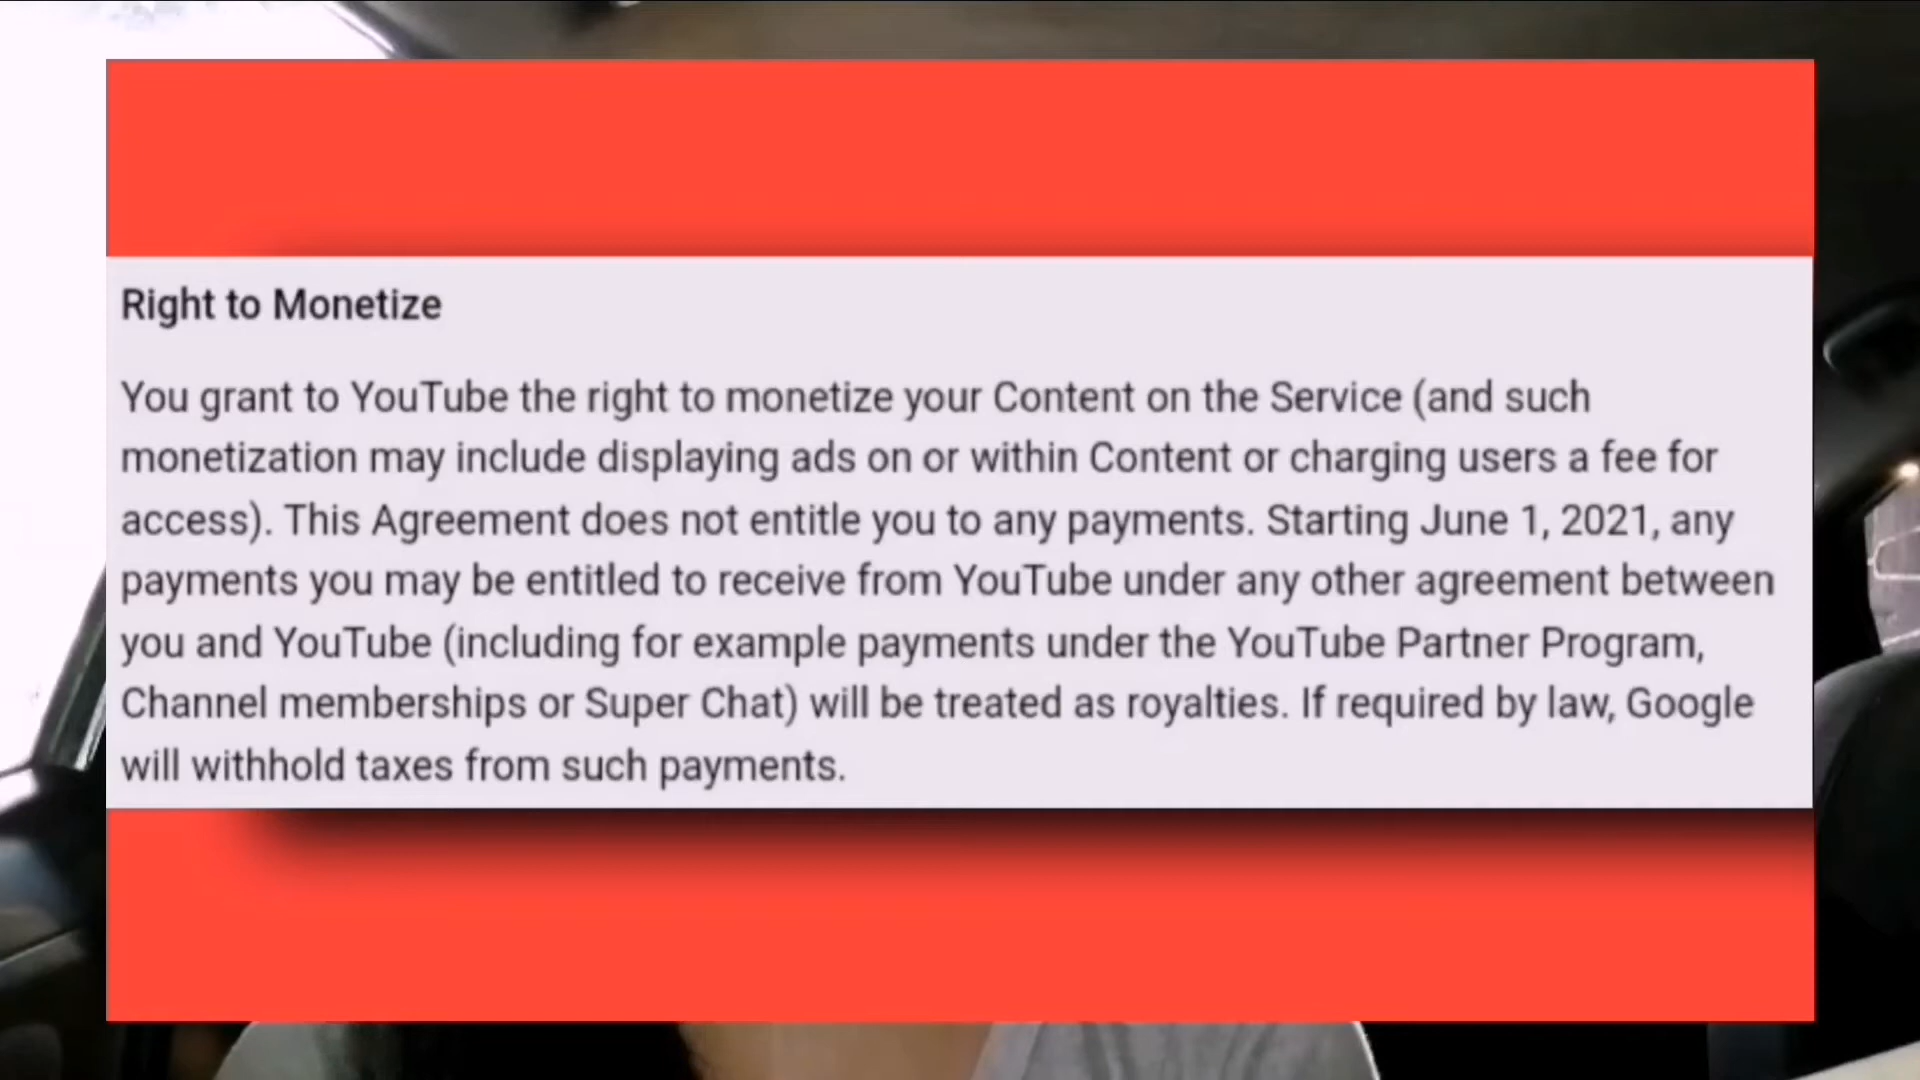 Right to Monetize
You grant to YouTube the right to monetize your Content on the Service (and such
monetization may include displaying ads on or within Content or charging users a fee for
access). This Agreement does not entitle you to any payments. Starting June 1, 2021, any
payments you may be entitled to receive from YouTube under any other agreement between
you and YouTube (including for example payments under the YouTube Partner Program,
Channel memberships or Super Chat) will be treated as royalties. If required by law, Google
will withhold taxes from such payments.